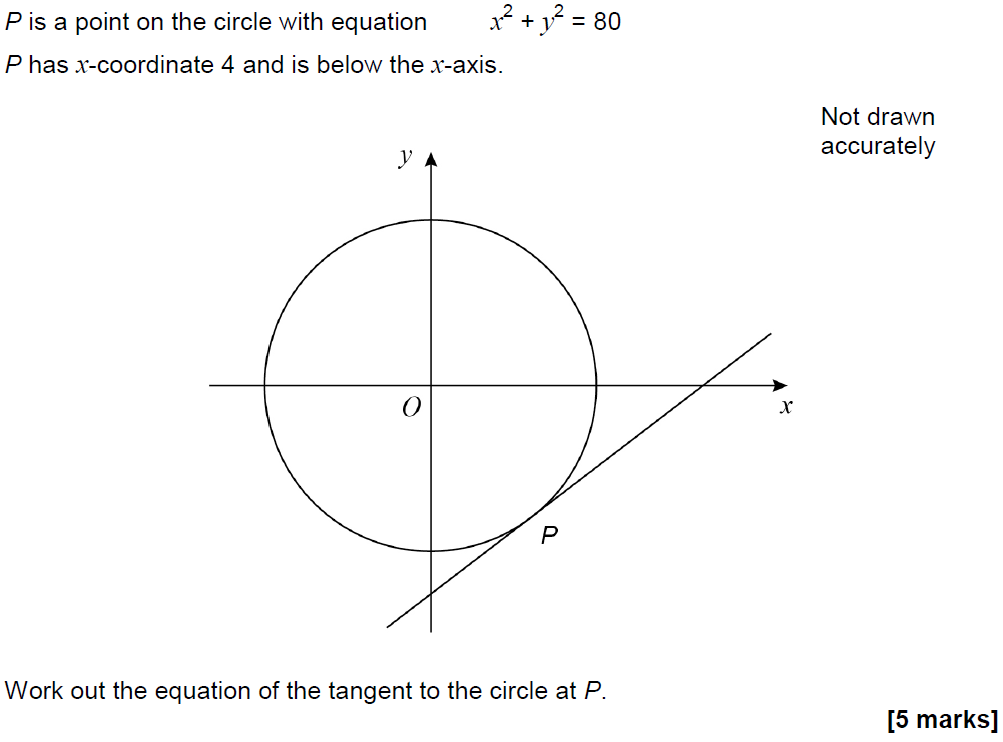 P is a point on the circle with equation x² + y² = 80
P has x-coordinate 4 and is below the x-axis.
Not drawn
accurately
y
O
x
P
Work out the equation of the tangent to the circle at P.
[5 marks]